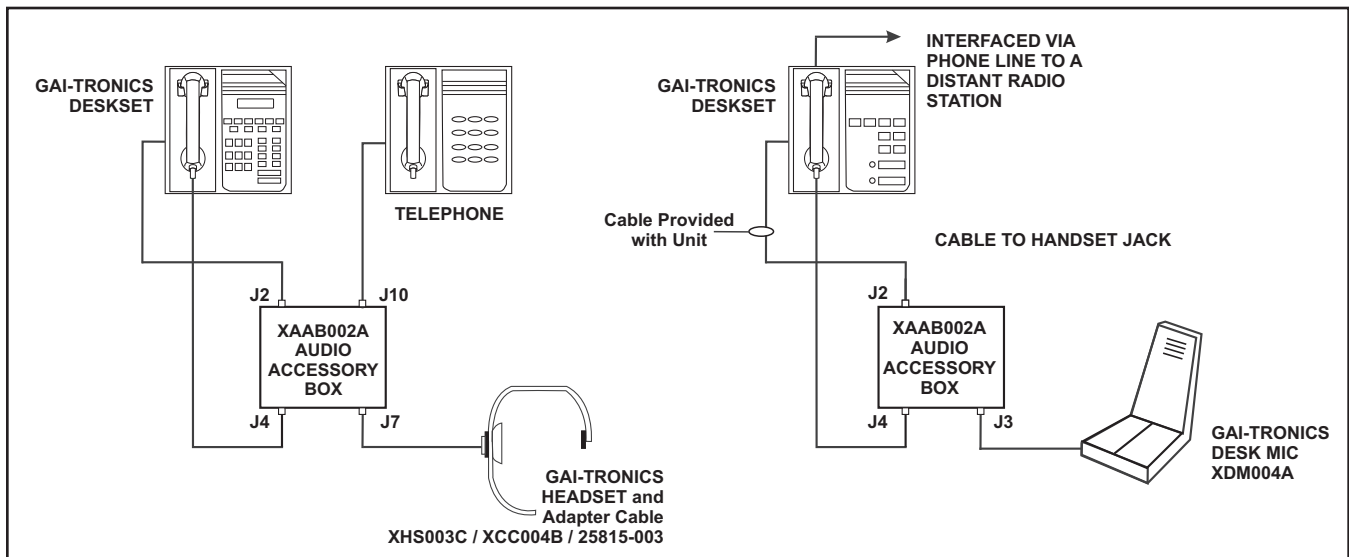 GAI-TRONICS
DESKSET
TELEPHONE
J2
J10
XAAB002A
AUDIO
ACCESSORY
BOX
J4
J7
GAI-TRONICS
HEADSET and
Adapter Cable
XHS003C / XCC004B / 25815-003
INTERFACED VIA
PHONE LINE TO A
DISTANT RADIO
STATION
GAI-TRONICS
DESKSET
Cable Provided
with Unit
CABLE TO HANDSET JACK
J2
XAAB002A
AUDIO
ACCESSORY
BOX
J4
J3
GAI-TRONICS
DESK MIC
XDM004A